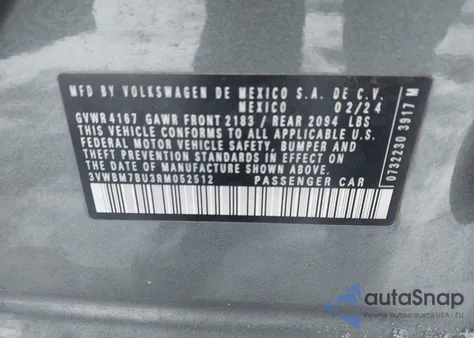 MFD BY VOLKSWAGEN DE MEXICO S.A. DE C.V.
MEXICO 02/24
GVWR 4167 GAWR FRONT 2183 / REAR 2094 LBS
THIS VEHICLE CONFORMS TO ALL APPLICABLE U.S.
FEDERAL MOTOR VEHICLE SAFETY, BUMPER AND
THEFT PREVENTION STANDARDS IN EFFECT ON THE
DATE OF MANUFACTURE SHOWN ABOVE.
3VWBM7BU3RM052512 PASSENGER CAR
0732230 3917 M
autoSnap